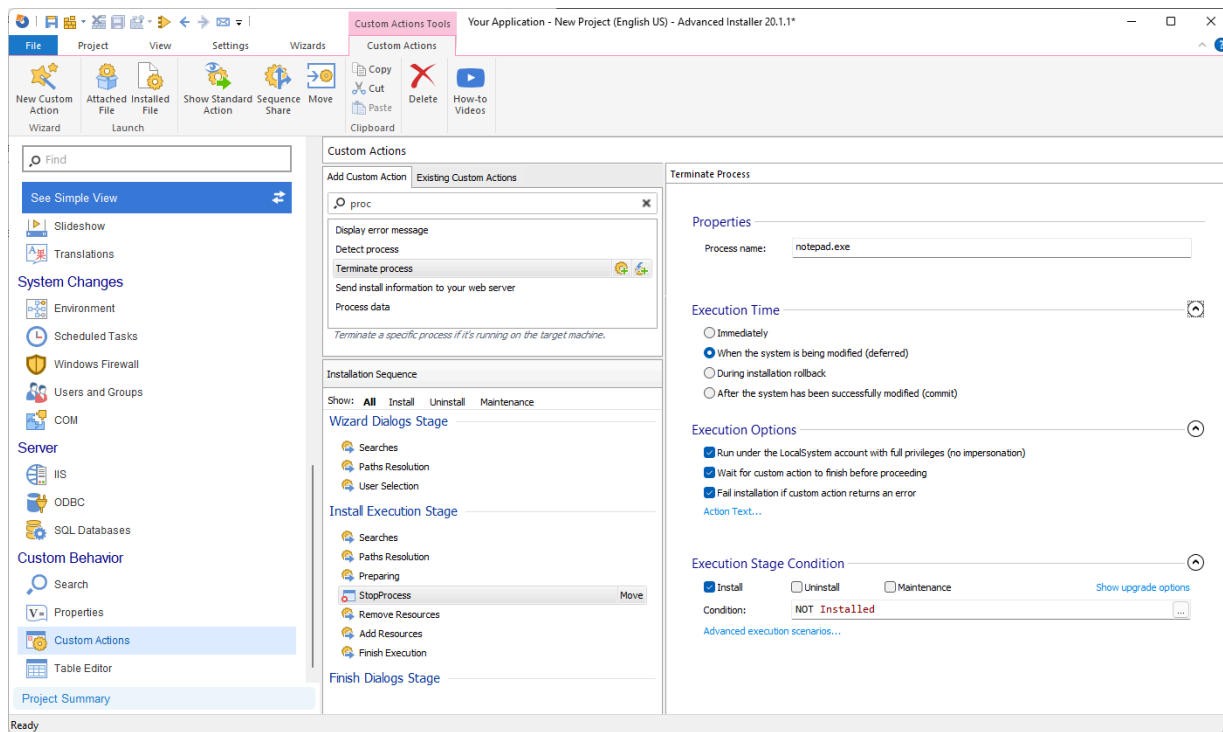 Custom Actions Tools
Your Application - New Project (English US) - Advanced Installer 20.1.1*
File
Project
View
Settings
Wizards
Custom Actions
New Custom Action
Attached File
Installed File
Show Standard Action
Sequence Share
Move
Copy
Cut
Paste
Delete
How-to Videos
Wizard
Launch
Clipboard
Find
See Simple View
Slideshow
Translations
System Changes
Environment
Scheduled Tasks
Windows Firewall
Users and Groups
COM
Server
IIS
ODBC
SQL Databases
Custom Behavior
Search
Properties
Custom Actions
Table Editor
Project Summary
Ready
Custom Actions
Add Custom Action
Existing Custom Actions
proc
Display error message
Detect process
Terminate process
Send install information to your web server
Process data
Terminate a specific process if it's running on the target machine.
Installation Sequence
Show: All Install Uninstall Maintenance
Wizard Dialogs Stage
Searches
Paths Resolution
User Selection
Install Execution Stage
Searches
Paths Resolution
Preparing
StopProcess Move
Remove Resources
Add Resources
Finish Execution
Finish Dialogs Stage
Terminate Process
Properties
Process name: notepad.exe
Execution Time
Immediately
When the system is being modified (deferred)
During installation rollback
After the system has been successfully modified (commit)
Execution Options
Run under the LocalSystem account with full privileges (no impersonation)
Wait for custom action to finish before proceeding
Fail installation if custom action returns an error
Action Text...
Execution Stage Condition
Install Uninstall Maintenance Show upgrade options
Condition: NOT Installed ...
Advanced execution scenarios...